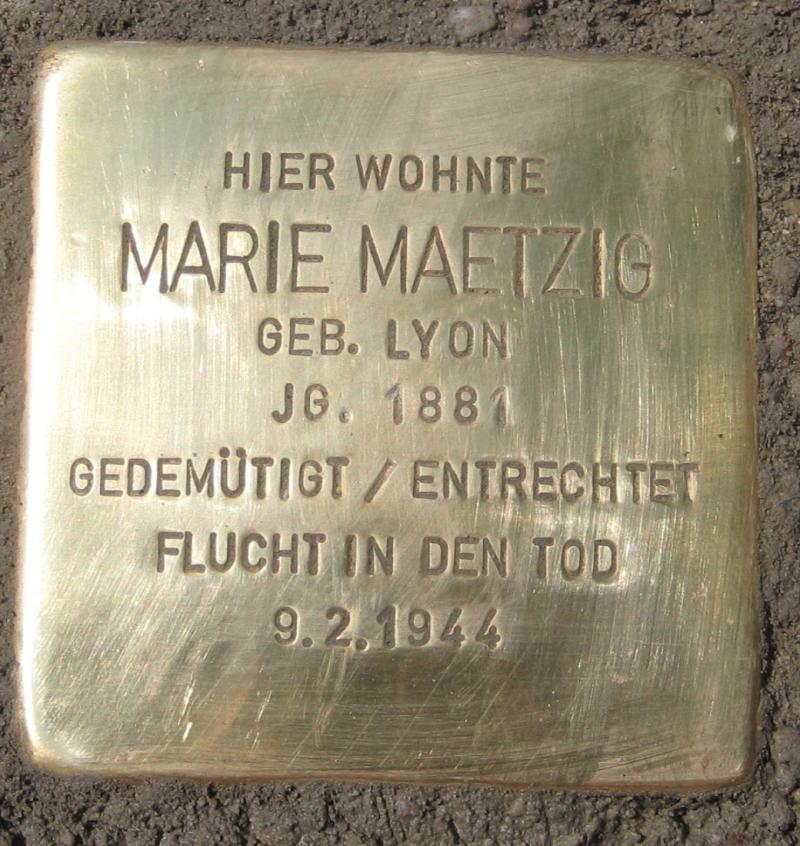 HIER WOHNTE
MARIE MAETZIG
GEB. LYON
JG. 1881
GEDEMÜTIGT / ENTRECHTET
FLUCHT IN DEN TOD
9.2.1944